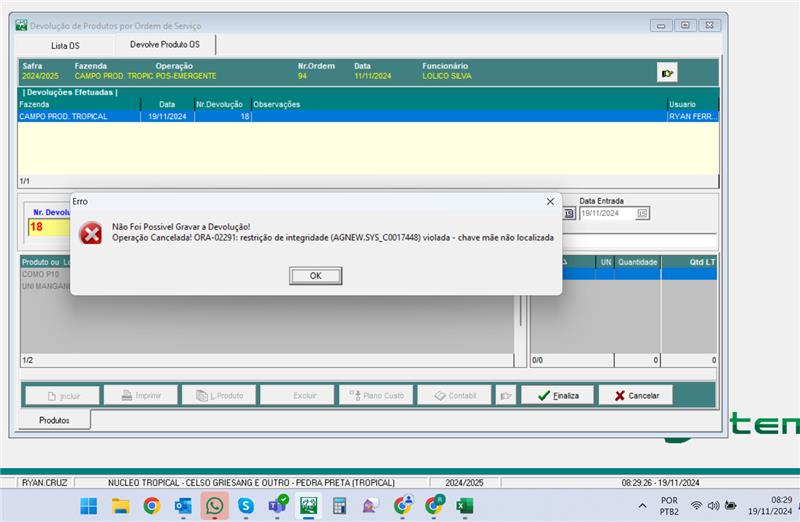 Devolução de Produtos por Ordem de Serviço
Lista OS
Devolve Produto OS
Safra Fazenda Operação Nr.Ordem Data Funcionário
2024/2025 CAMPO PROD. TROPIC. POS-EMERGENTE 94 11/11/2024 LOLICO SILVA
| Devoluções Efetuadas |
Fazenda Data Nr.Devolução Observações Usuario
CAMPO PROD. TROPICAL 19/11/2024 18 RYAN FERR...
1/1
Erro
Não Foi Possivel Gravar a Devolução!
Operação Cancelada! ORA-02291: restrição de integridade (AGNEW.SYS_C0017448) violada - chave mãe não localizada
OK
Nr. Devolu
18
Data Entrada
19/11/2024
Produto ou UN Quantidade Qtd LT
COMO P10
UNI MANGAN
1/2 0/0 0 0
Incluir Imprimir L.Produto Excluir Plano Custo Contabil Finaliza Cancelar
Produtos
tem
RYAN.CRUZ NUCLEO TROPICAL - CELSO GRIESANG E OUTRO - PEDRA PRETA (TROPICAL) 2024/2025 08:29:26 - 19/11/2024
POR
PTB2
08:29
19/11/2024